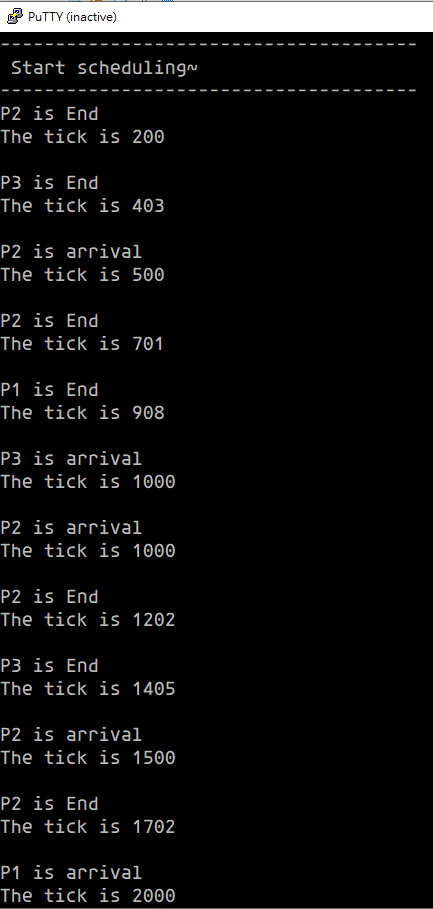 PuTTY (inactive)
--------------------------------------
Start scheduling~
--------------------------------------
P2 is End
The tick is 200
P3 is End
The tick is 403
P2 is arrival
The tick is 500
P2 is End
The tick is 701
P1 is End
The tick is 908
P3 is arrival
The tick is 1000
P2 is arrival
The tick is 1000
P2 is End
The tick is 1202
P3 is End
The tick is 1405
P2 is arrival
The tick is 1500
P2 is End
The tick is 1702
P1 is arrival
The tick is 2000